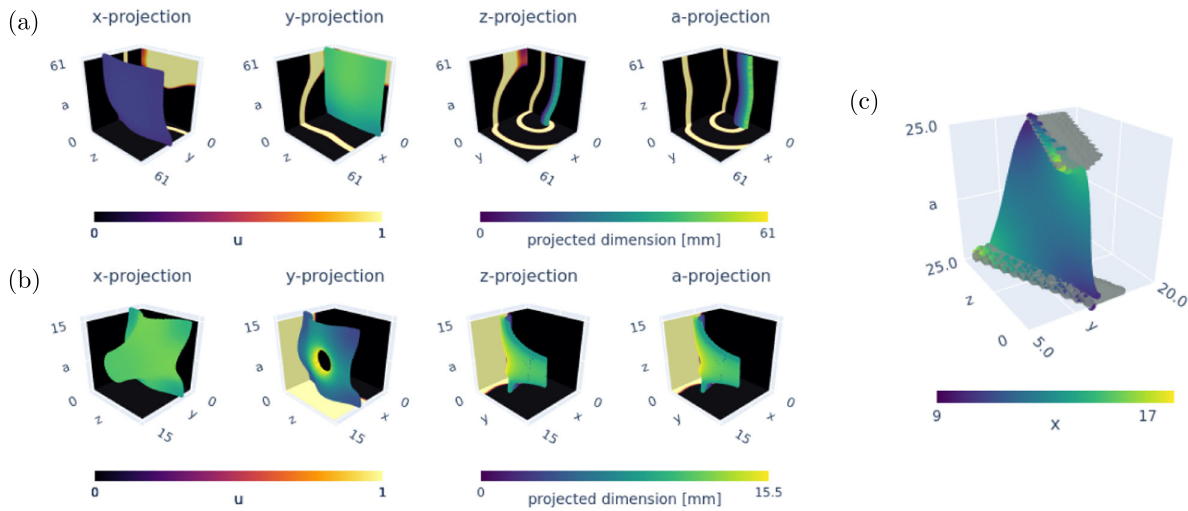 (a)
x-projection y-projection z-projection a-projection
61 61 61 61
a a a z
0 0 0 0 0 0 0 0
z y z x y x y x
61 61 61 61
0 u 1
0 projected dimension [mm] 61
(b)
x-projection y-projection z-projection a-projection
15 15 15 15
a a a z
0 0 0 0 0 0 0 0
z y z x y x y x
15 15 15 15
0 u 1
0 projected dimension [mm] 15.5
(c)
25.0
a
25.0
z
0
5.0
y
20.0
9 x 17